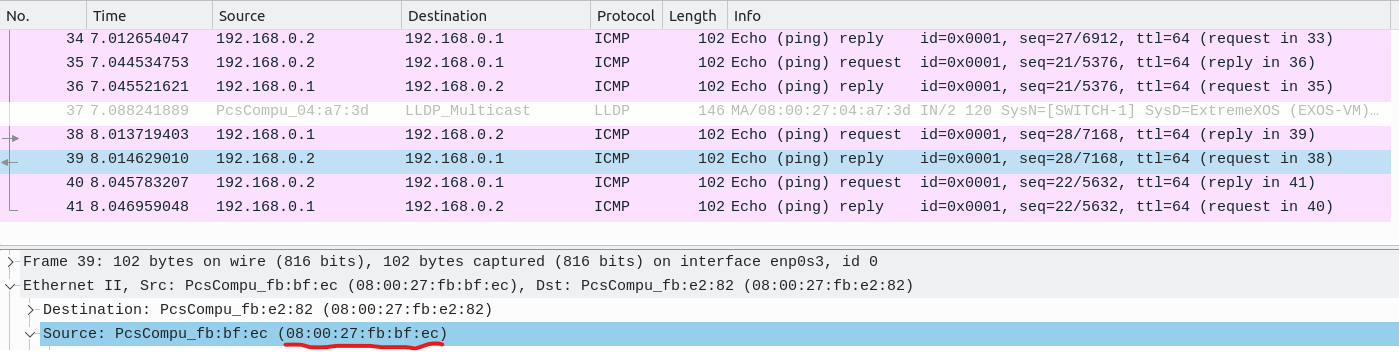 No. Time Source Destination Protocol Length Info
34 7.012654047 192.168.0.2 192.168.0.1 ICMP 102 Echo (ping) reply id=0x0001, seq=27/6912, ttl=64 (request in 33)
35 7.044534753 192.168.0.2 192.168.0.1 ICMP 102 Echo (ping) request id=0x0001, seq=21/5376, ttl=64 (reply in 36)
36 7.045521621 192.168.0.1 192.168.0.2 ICMP 102 Echo (ping) reply id=0x0001, seq=21/5376, ttl=64 (request in 35)
37 7.088241889 PcsCompu_04:a7:3d LLDP_Multicast LLDP 146 MA/08:00:27:04:a7:3d IN/2 120 SysN=[SWITCH-1] SysD=ExtremeXOS (EXOS-VM)…
38 8.013719403 192.168.0.1 192.168.0.2 ICMP 102 Echo (ping) request id=0x0001, seq=28/7168, ttl=64 (reply in 39)
39 8.014629010 192.168.0.2 192.168.0.1 ICMP 102 Echo (ping) reply id=0x0001, seq=28/7168, ttl=64 (request in 38)
40 8.045783207 192.168.0.2 192.168.0.1 ICMP 102 Echo (ping) request id=0x0001, seq=22/5632, ttl=64 (reply in 41)
41 8.046959048 192.168.0.1 192.168.0.2 ICMP 102 Echo (ping) reply id=0x0001, seq=22/5632, ttl=64 (request in 40)
Frame 39: 102 bytes on wire (816 bits), 102 bytes captured (816 bits) on interface enp0s3, id 0
Ethernet II, Src: PcsCompu_fb:bf:ec (08:00:27:fb:bf:ec), Dst: PcsCompu_fb:e2:82 (08:00:27:fb:e2:82)
Destination: PcsCompu_fb:e2:82 (08:00:27:fb:e2:82)
Source: PcsCompu_fb:bf:ec (08:00:27:fb:bf:ec)